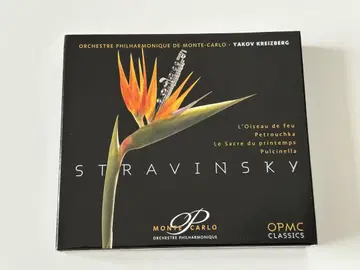 ORCHESTRE PHILHARMONIQUE DE MONTE-CARLO - YAKOV KREIZBERG
L'Oiseau de feu
Petrouchka
Le Sacre du printemps
Pulcinella
STRAVINSKY
P
MONTE CARLO
ORCHESTRE PHILHARMONIQUE
OPMC
CLASSICS